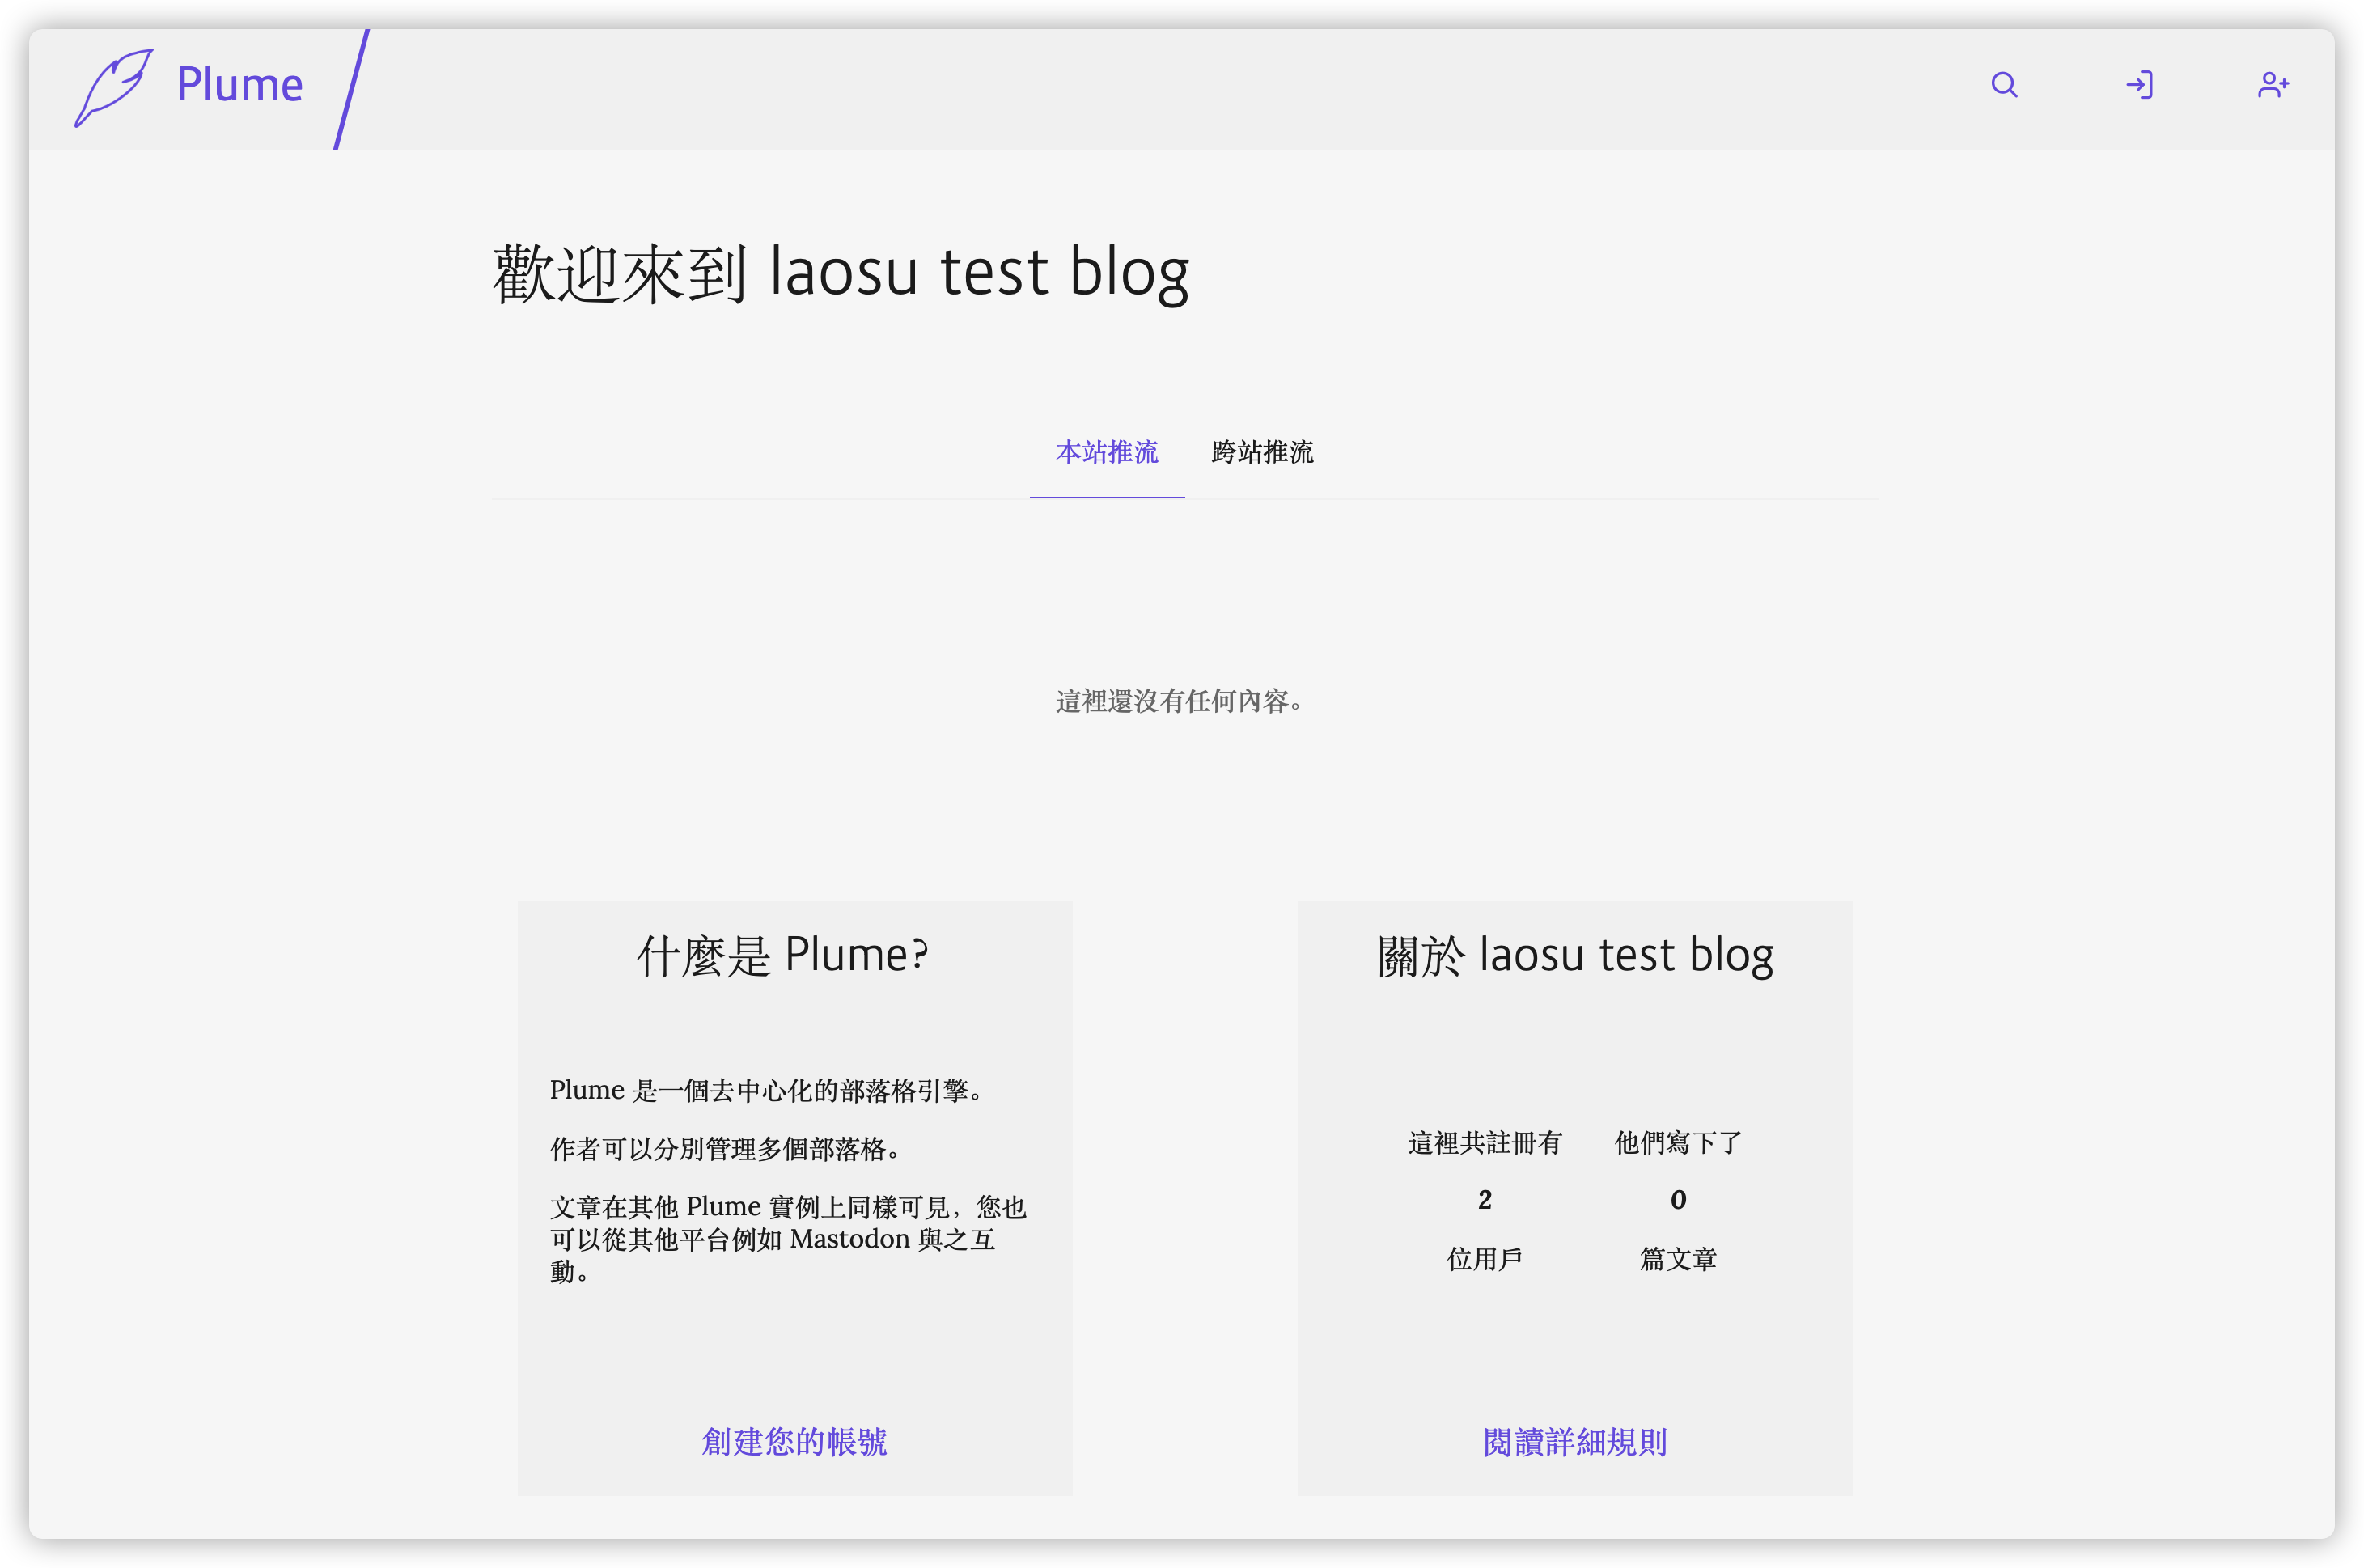 Plume
歡迎來到 laosu test blog
本站推流 跨站推流
這裡還沒有任何內容。
什麼是 Plume?
Plume 是一個去中心化的部落格引擎。
作者可以分別管理多個部落格。
文章在其他 Plume 實例上同樣可見，您也
可以從其他平台例如 Mastodon 與之互
動。
創建您的帳號
關於 laosu test blog
這裡共註冊有
2
位用戶
他們寫下了
0
篇文章
閱讀詳細規則